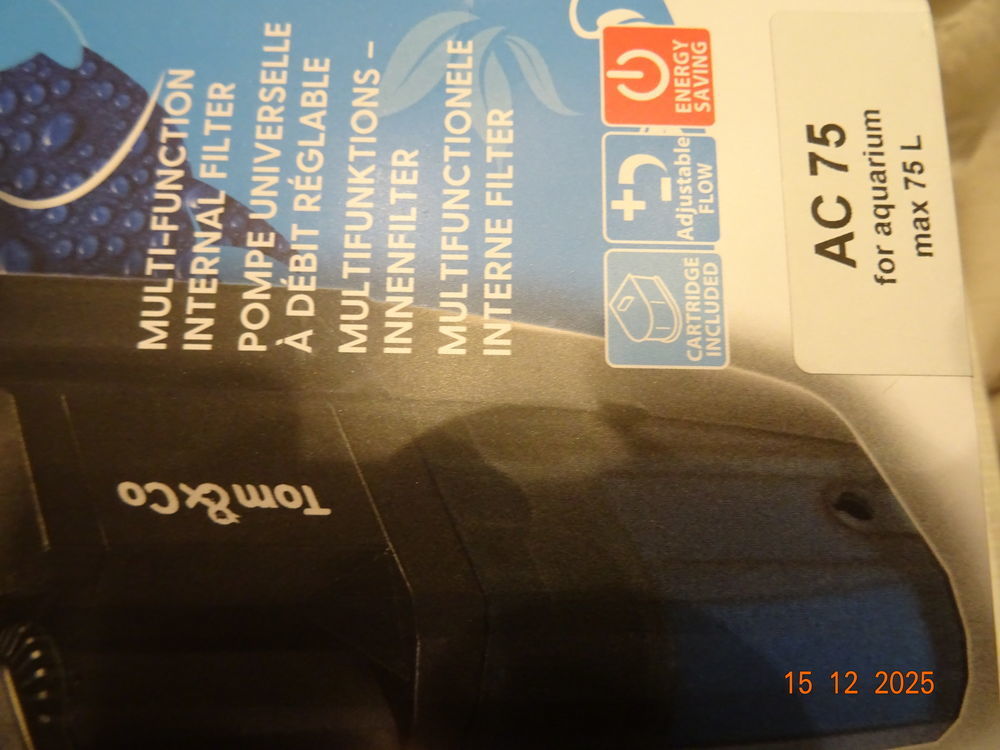 MULTI-FUNCTION
INTERNAL FILTER
POMPE UNIVERSELLE
À DÉBIT RÉGLABLE
MULTIFUNKTIONS –
INNENFILTER
MULTIFUNCTIONELE
INTERNE FILTER
CARTRIDGE
INCLUDED
Adjustable
FLOW
ENERGY
SAVING
AC 75
for aquarium
max 75 L
Tom&Co
15 12 2025